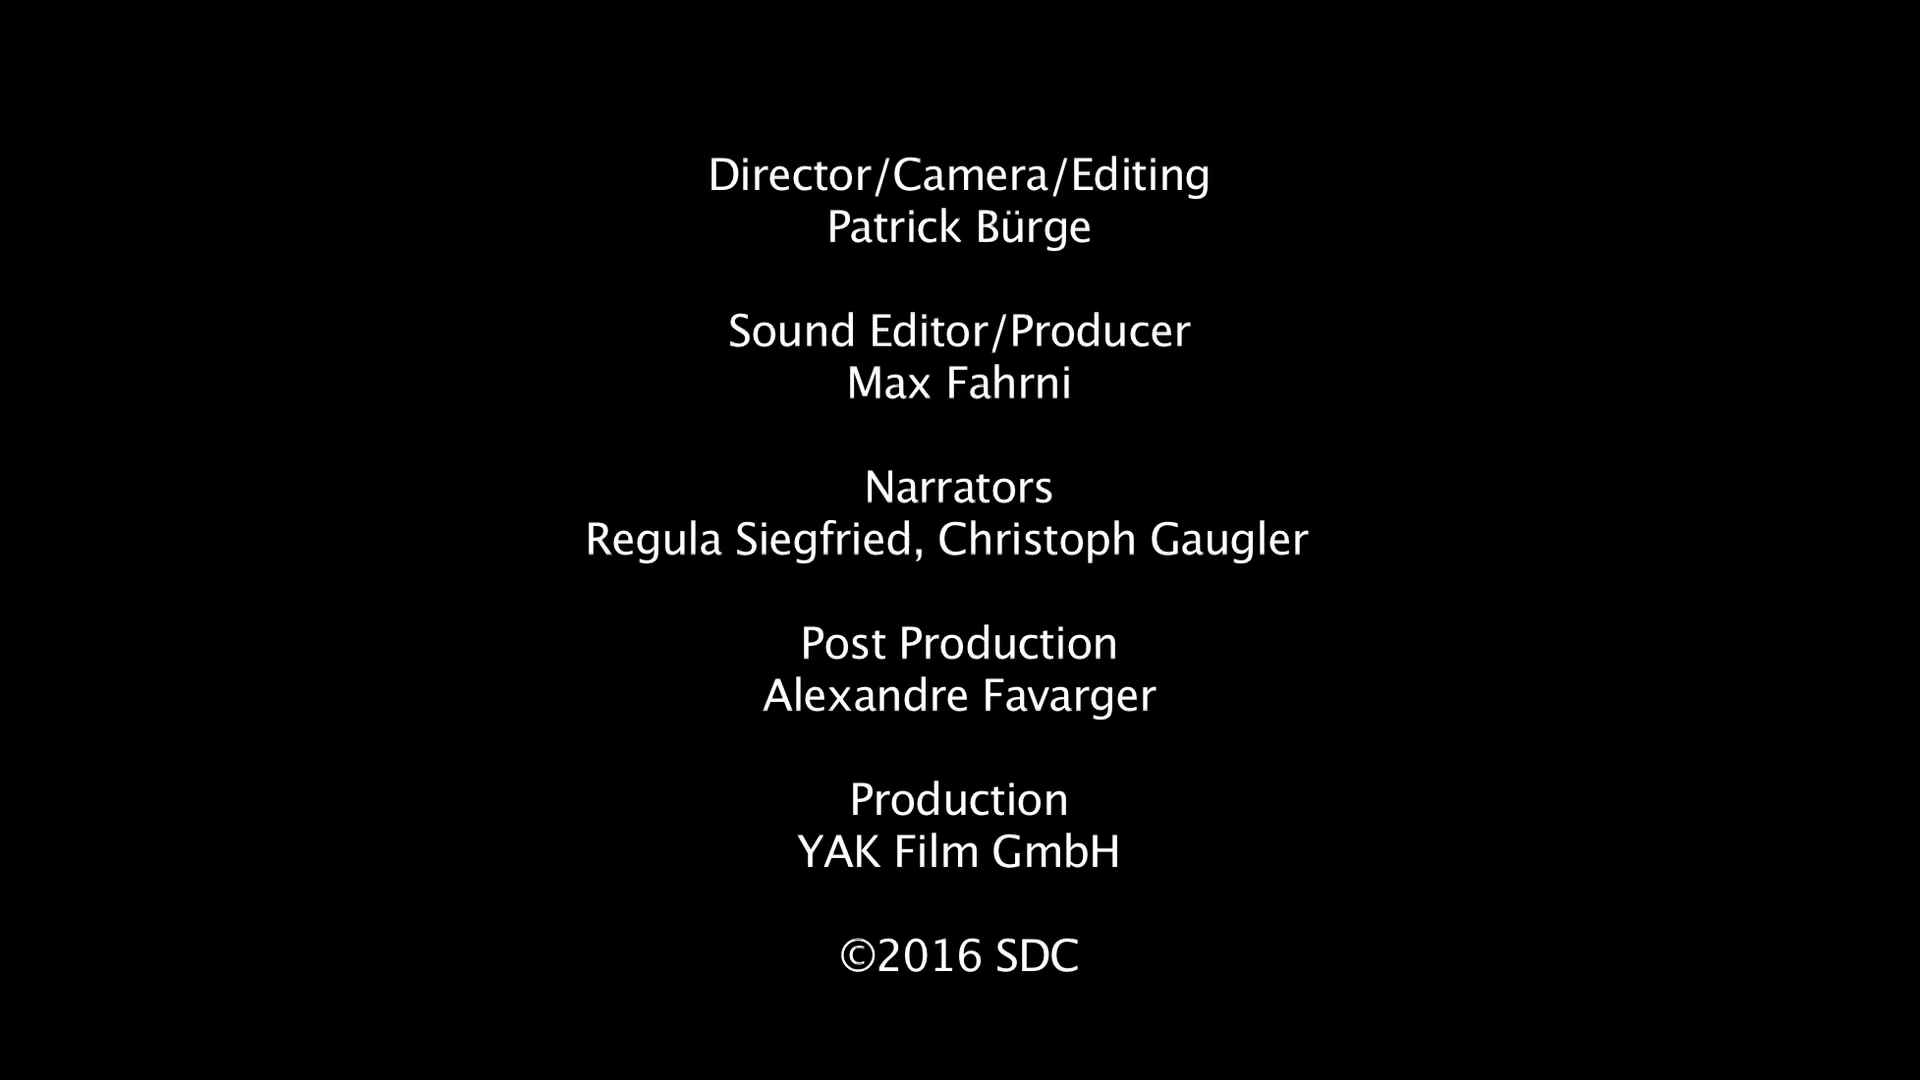 Director/Camera/Editing
Patrick Bürge
Sound Editor/Producer
Max Fahrni
Narrators
Regula Siegfried, Christoph Gaugler
Post Production
Alexandre Favarger
Production
YAK Film GmbH
©2016 SDC